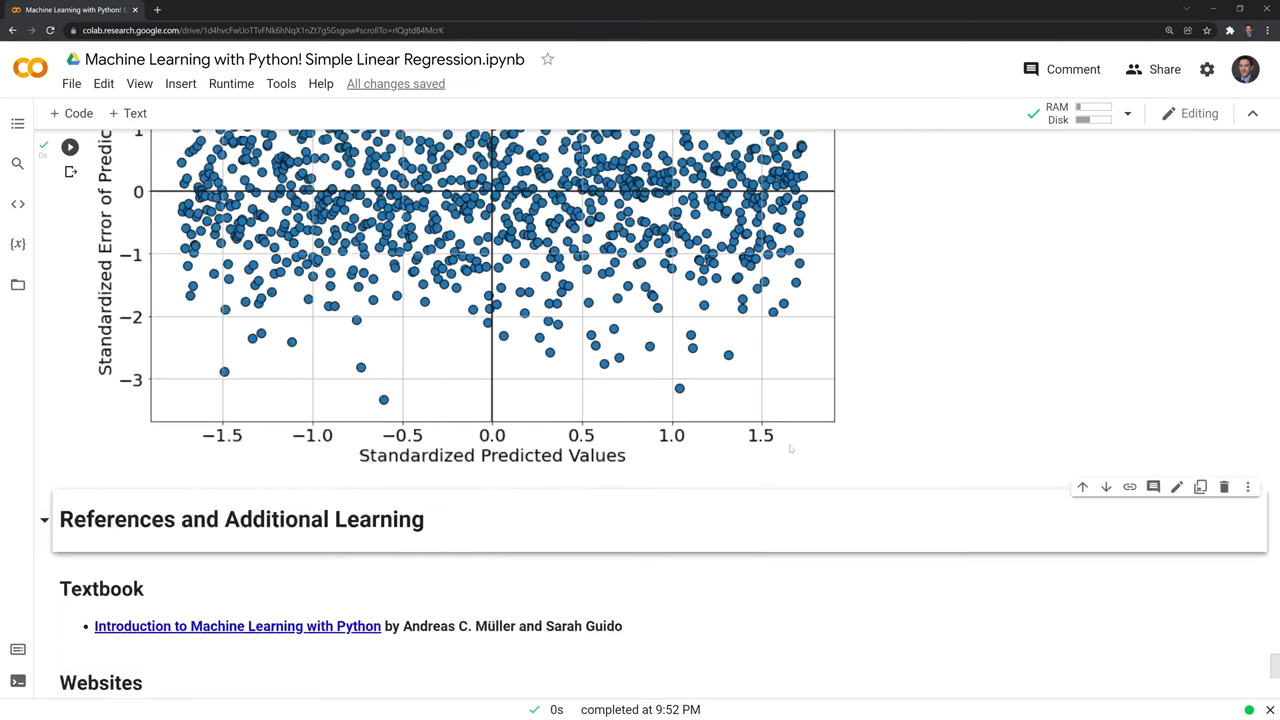 Machine Learning with Python! S
colab.research.google.com/drive/1d4hvcFwUoTTvFNk6hNqX1nZt7g5Gsgow#scrollTo=rIQgtdB4McrK
Machine Learning with Python! Simple Linear Regression.ipynb
Comment
Share
File Edit View Insert Runtime Tools Help All changes saved
+ Code + Text
RAM
Disk
Editing
0s
Standardized Error of Predic
1
0
−1
−2
−3
−1.5 −1.0 −0.5 0.0 0.5 1.0 1.5
Standardized Predicted Values
References and Additional Learning
Textbook
• Introduction to Machine Learning with Python by Andreas C. Müller and Sarah Guido
Websites
0s completed at 9:52 PM